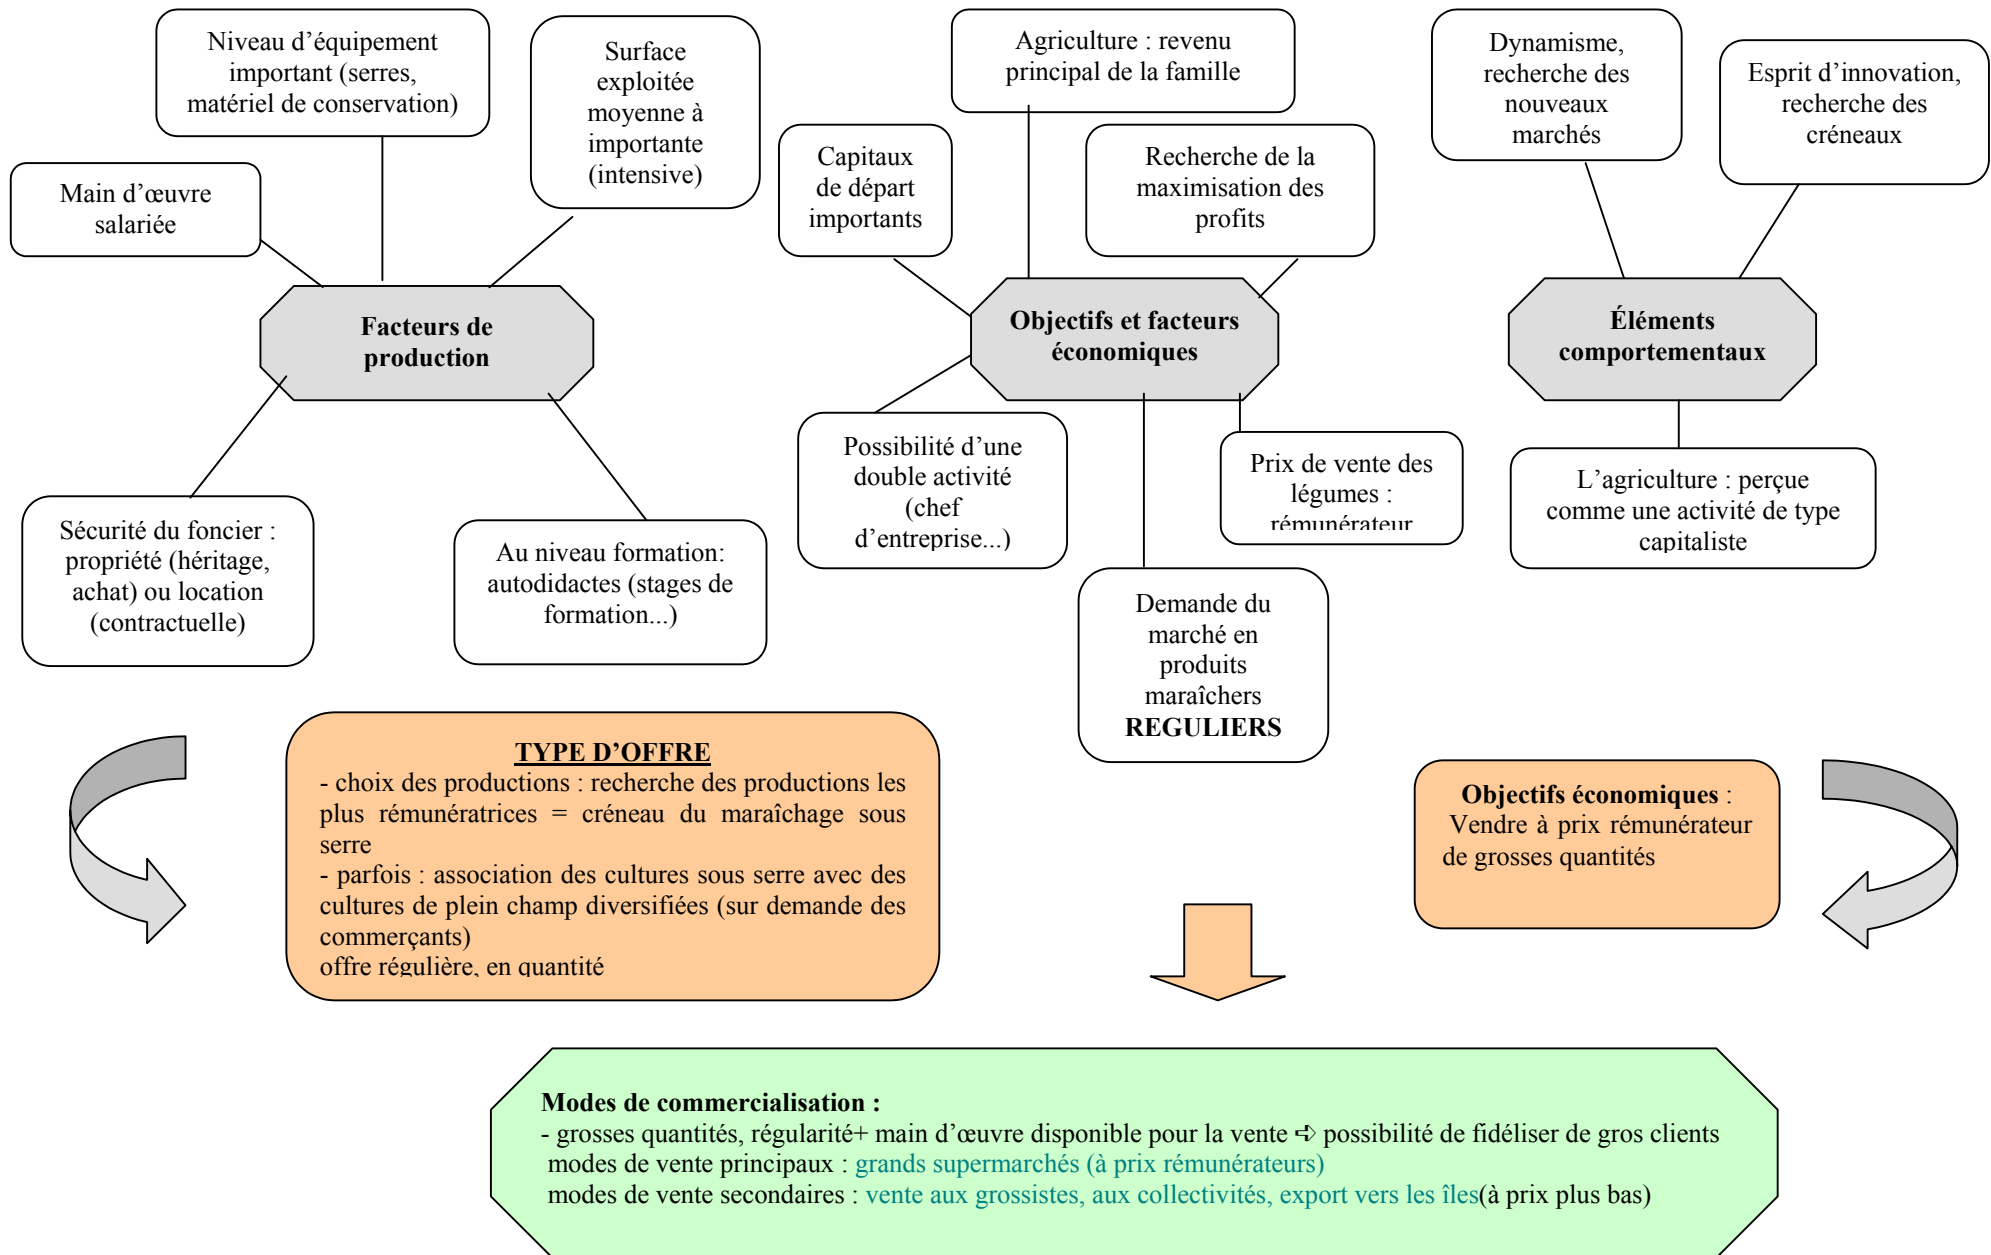 Niveau d’équipement
important (serres,
matériel de conservation)
Surface
exploitée
moyenne à
importante
(intensive)
Main d’œuvre
salariée
Facteurs de
production
Sécurité du foncier :
propriété (héritage,
achat) ou location
(contractuelle)
Au niveau formation:
autodidactes (stages de
formation...)
Agriculture : revenu
principal de la famille
Capitaux
de départ
importants
Recherche de la
maximisation des
profits
Objectifs et facteurs
économiques
Possibilité d’une
double activité
(chef
d’entreprise...)
Prix de vente des
légumes :
rémunérateur
Demande du
marché en
produits
maraîchers
REGULIERS
Dynamisme,
recherche des
nouveaux
marchés
Esprit d’innovation,
recherche des
créneaux
Éléments
comportementaux
L’agriculture : perçue
comme une activité de type
capitaliste
TYPE D’OFFRE
- choix des productions : recherche des productions les
plus rémunératrices = créneau du maraîchage sous
serre
- parfois : association des cultures sous serre avec des
cultures de plein champ diversifiées (sur demande des
commerçants)
offre régulière, en quantité
Objectifs économiques :
Vendre à prix rémunérateur
de grosses quantités
Modes de commercialisation :
- grosses quantités, régularité+ main d’œuvre disponible pour la vente ➪ possibilité de fidéliser de gros clients
modes de vente principaux : grands supermarchés (à prix rémunérateurs)
modes de vente secondaires : vente aux grossistes, aux collectivités, export vers les îles(à prix plus bas)